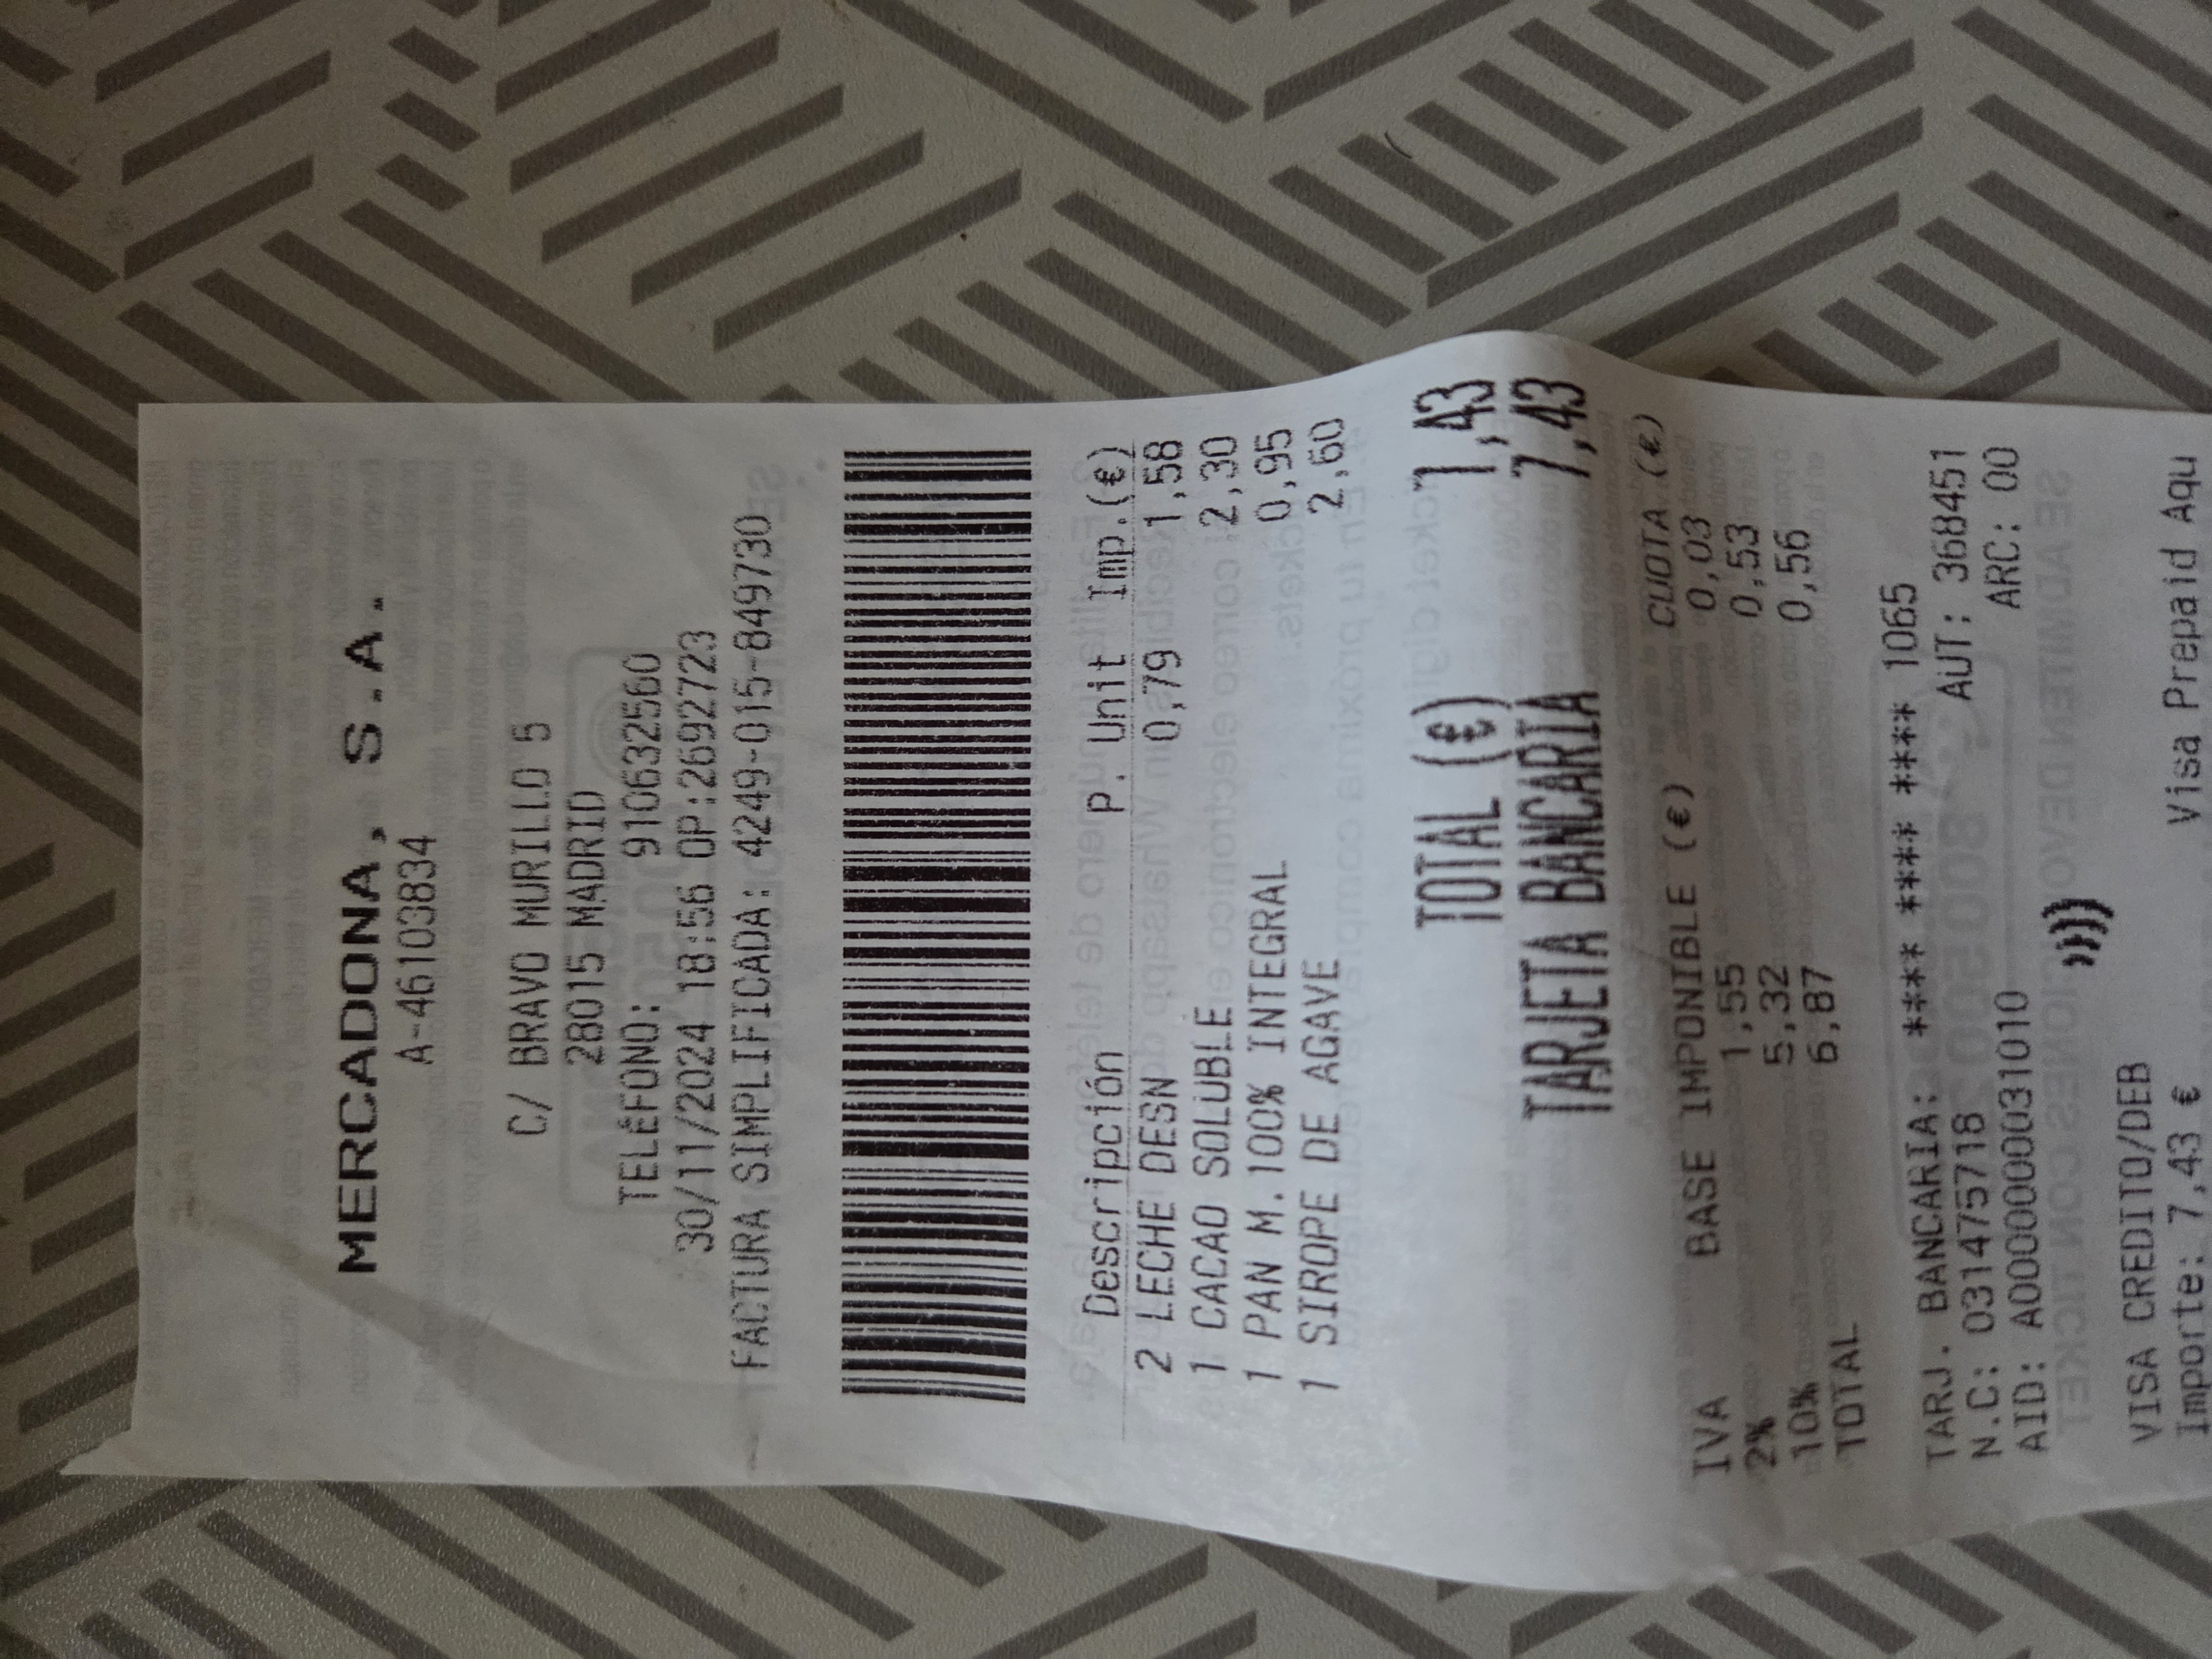 MERCADONA, S.A.
A-46103834
C/ BRAVO MURILLO 5
28015 MADRID
TELÉFONO: 910632560
30/11/2024 18:56 OP:2692723
FACTURA SIMPLIFICADA: 4249-015-849730
Descripción P. Unit Imp.(€)
2 LECHE DESN 0,79 1,58
1 CACAO SOLUBLE 2,30
1 PAN M.100% INTEGRAL 0,95
1 SIROPE DE AGAVE 2,60
TOTAL (€) 7,43
TARJETA BANCARIA 7,43
IVA BASE IMPONIBLE (€) CUOTA (€)
2% 1,55 0,03
10% 5,32 0,53
TOTAL 6,87 0,56
TARJ. BANCARIA: **** **** **** 1065
N.C: 031475718 AUT: 368451
AID: A0000000031010 ARC: 00
VISA CREDITO/DEB
Importe: 7,43 € Visa Prepaid Aqu